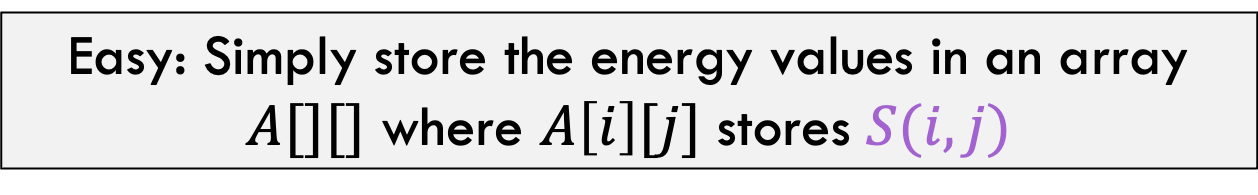 Easy: Simply store the energy values in an array
A[][] where A[i][j] stores S(i,j)